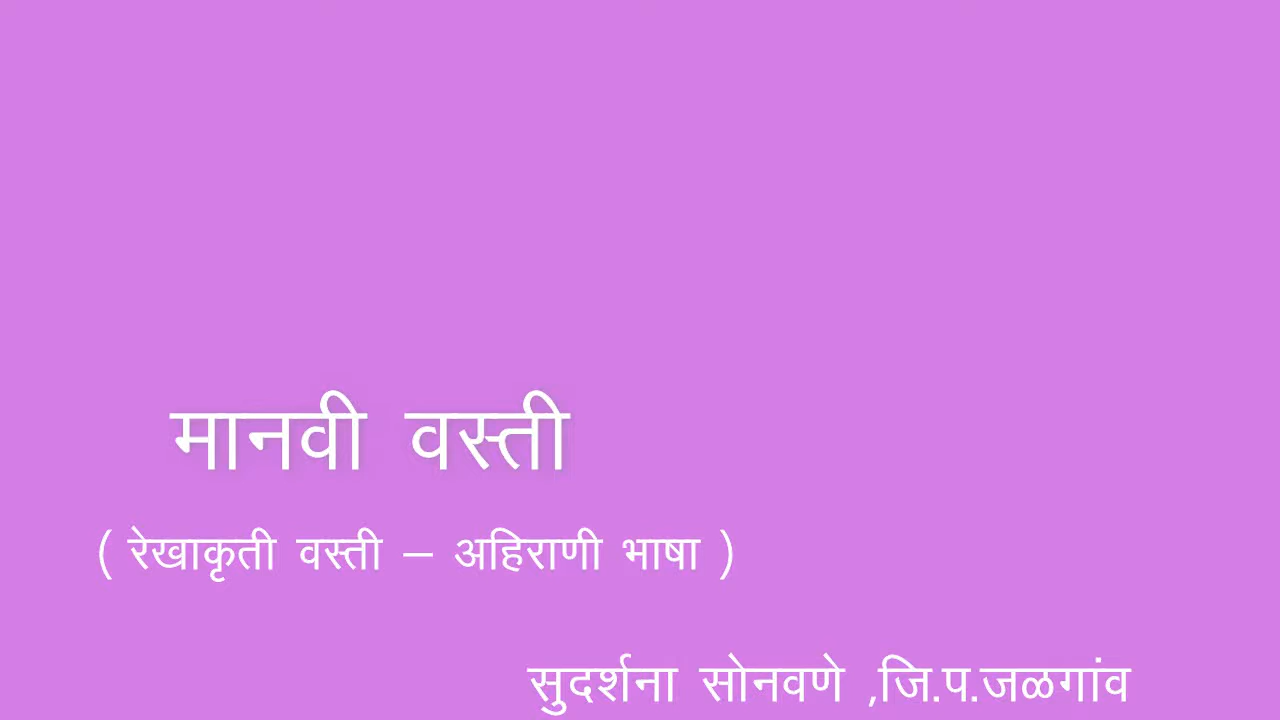 मानवी वस्ती
( रेखाकृती वस्ती – अहिराणी भाषा )
सुदर्शना सोनवणे ,जि.प.जळगांव